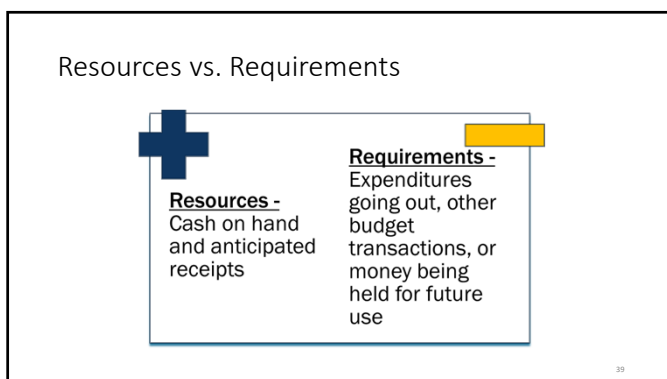 Resources vs. Requirements
Resources -
Cash on hand
and anticipated
receipts
Requirements -
Expenditures
going out, other
budget
transactions, or
money being
held for future
use
39